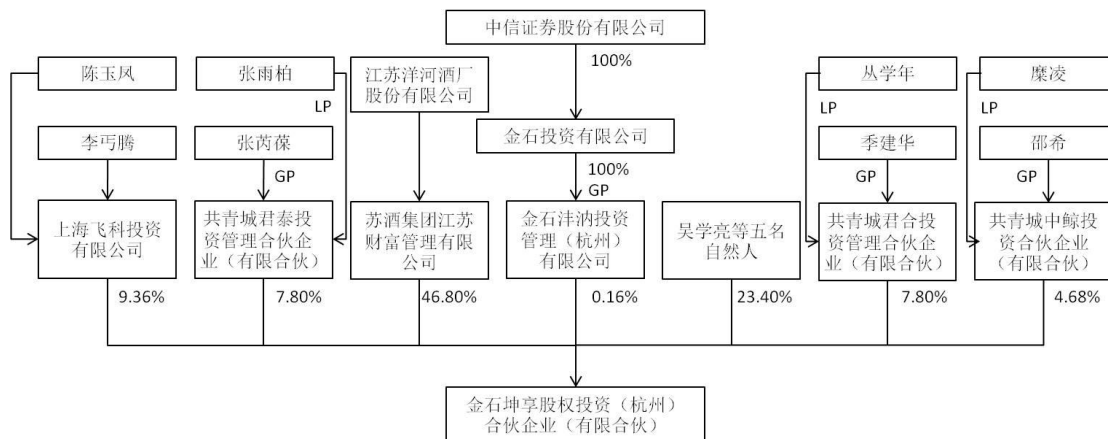 中信证券股份有限公司
100%
陈玉凤
张雨柏
LP
江苏洋河酒厂
股份有限公司
丛学年
LP
糜凌
LP
李丐腾
张芮葆
GP
金石投资有限公司
100%
GP
季建华
GP
邵希
GP
上海飞科投资
有限公司
共青城君泰投
资管理合伙企
业（有限合伙）
苏酒集团江苏
财富管理有限
公司
金石沣汭投资
管理（杭州）
有限公司
吴学亮等五名
自然人
共青城君合投
资管理合伙企
业（有限合伙）
共青城中鲸投
资合伙企业
（有限合伙）
9.36%
7.80%
46.80%
0.16%
23.40%
7.80%
4.68%
金石坤享股权投资（杭州）
合伙企业（有限合伙）